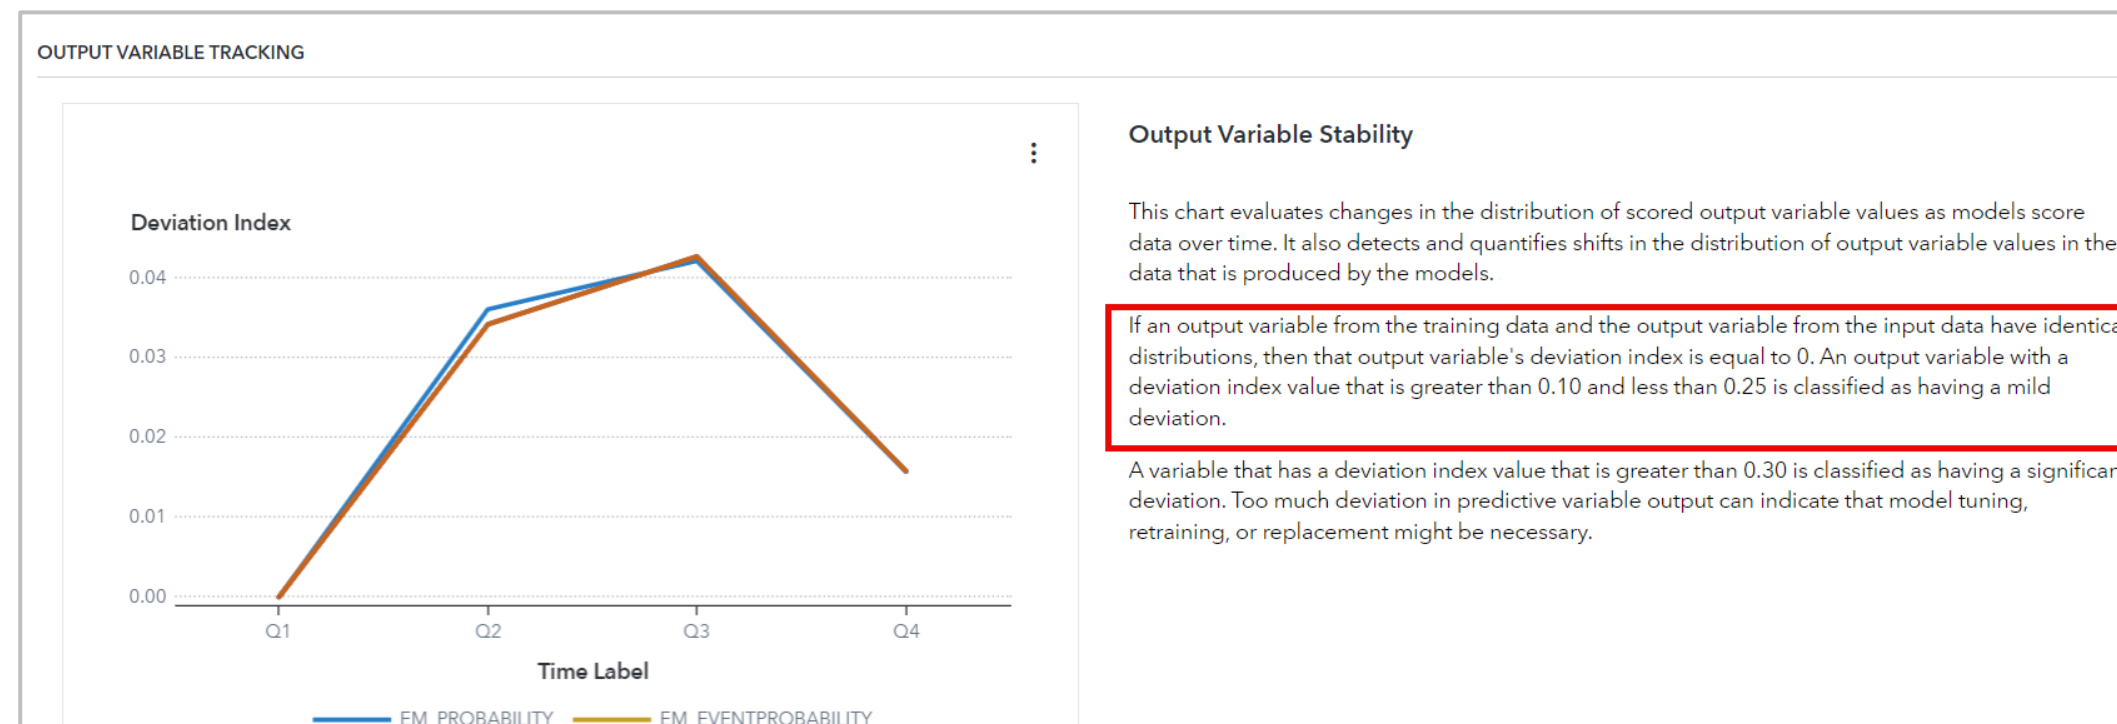 OUTPUT VARIABLE TRACKING
Output Variable Stability
This chart evaluates changes in the distribution of scored output variable values as models score
data over time. It also detects and quantifies shifts in the distribution of output variable values in the
data that is produced by the models.
If an output variable from the training data and the output variable from the input data have identica
distributions, then that output variable's deviation index is equal to 0. An output variable with a
deviation index value that is greater than 0.10 and less than 0.25 is classified as having a mild
deviation.
A variable that has a deviation index value that is greater than 0.30 is classified as having a significan
deviation. Too much deviation in predictive variable output can indicate that model tuning,
retraining, or replacement might be necessary.
Deviation Index
0.04
0.03
0.02
0.01
0.00
Q1 Q2 Q3 Q4
Time Label
EM_PROBABILITY EM_EVENTPROBABILITY